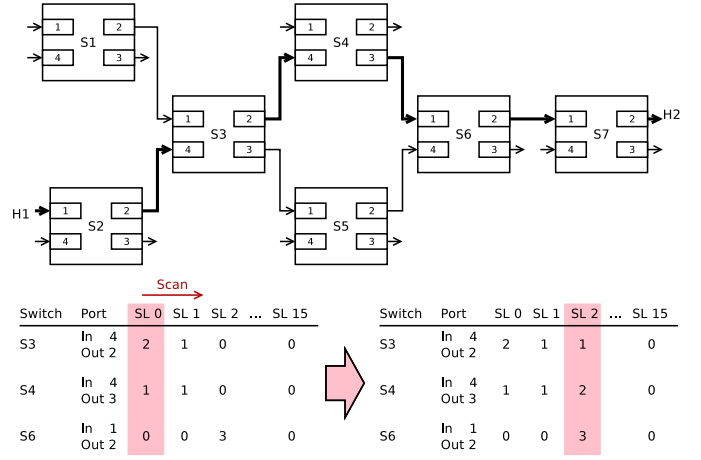 1 2 1 2
S1 S4
4 3 4 3
1 2 1 2 1 2 H2
S3 S6 S7
4 3 4 3 4 3
H1 1 2 1 2
S2 S5
4 3 4 3
Scan
Switch Port SL 0 SL 1 SL 2 ... SL 15
S3 In 4 Out 2 2 1 0 0
S4 In 4 Out 3 1 1 0 0
S6 In 1 Out 2 0 0 3 0
Switch Port SL 0 SL 1 SL 2 ... SL 15
S3 In 4 Out 2 2 1 1 0
S4 In 4 Out 3 1 1 2 0
S6 In 1 Out 2 0 0 3 0